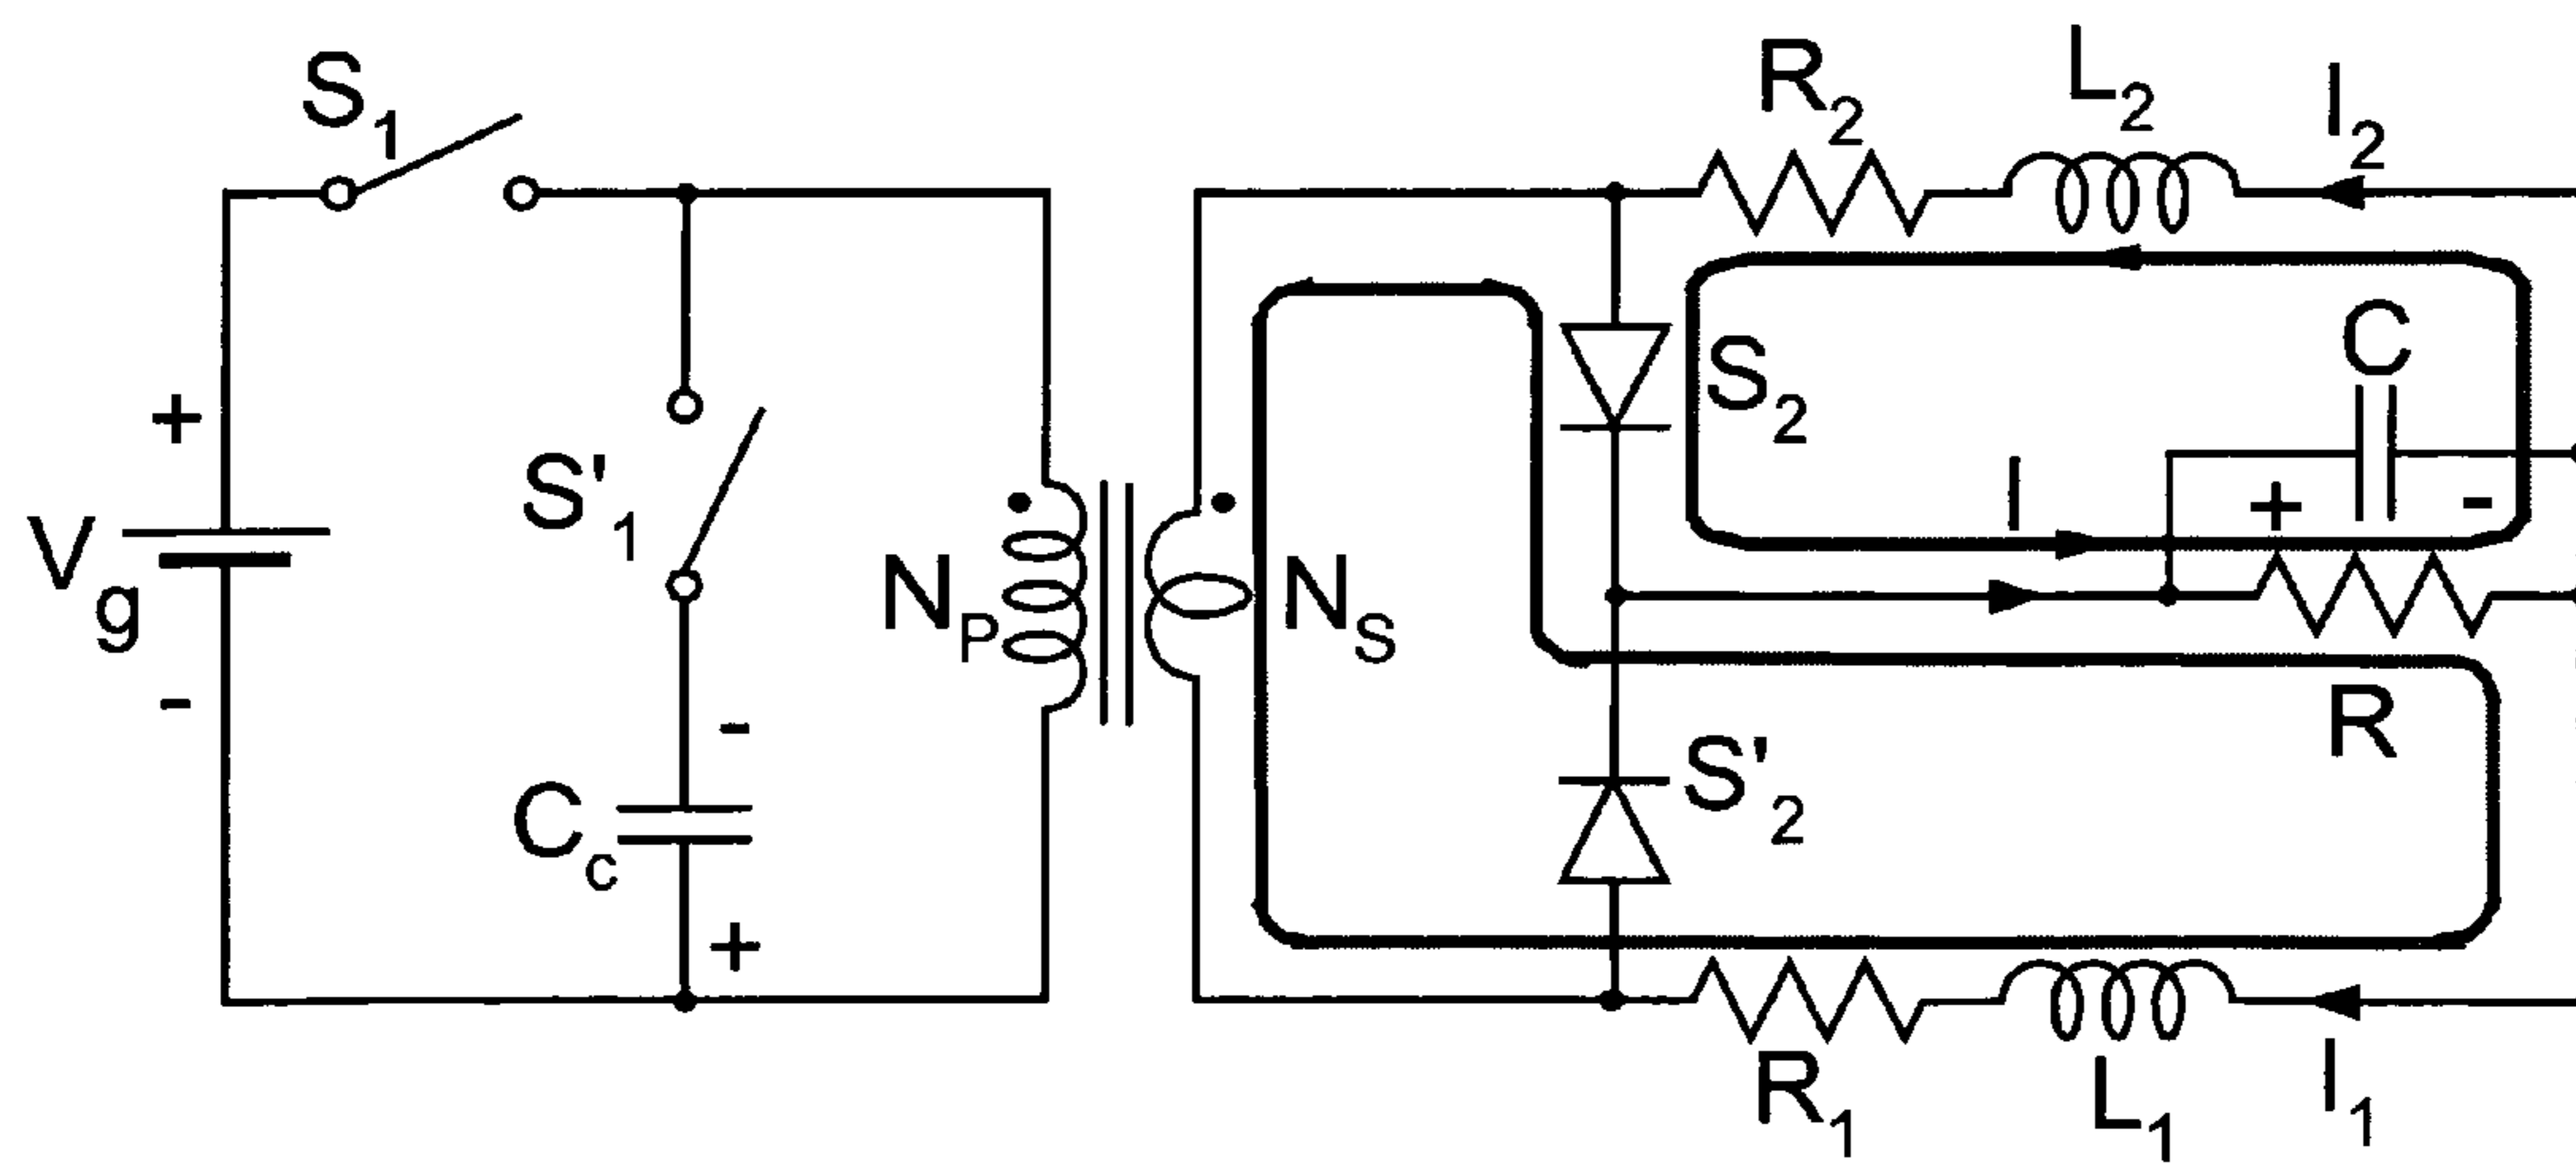 S1
R2
L2
I2
+
Vg
-
S'1
NP
NS
S2
C
I
+
-
-
Cc
+
S'2
R
R1
L1
I1